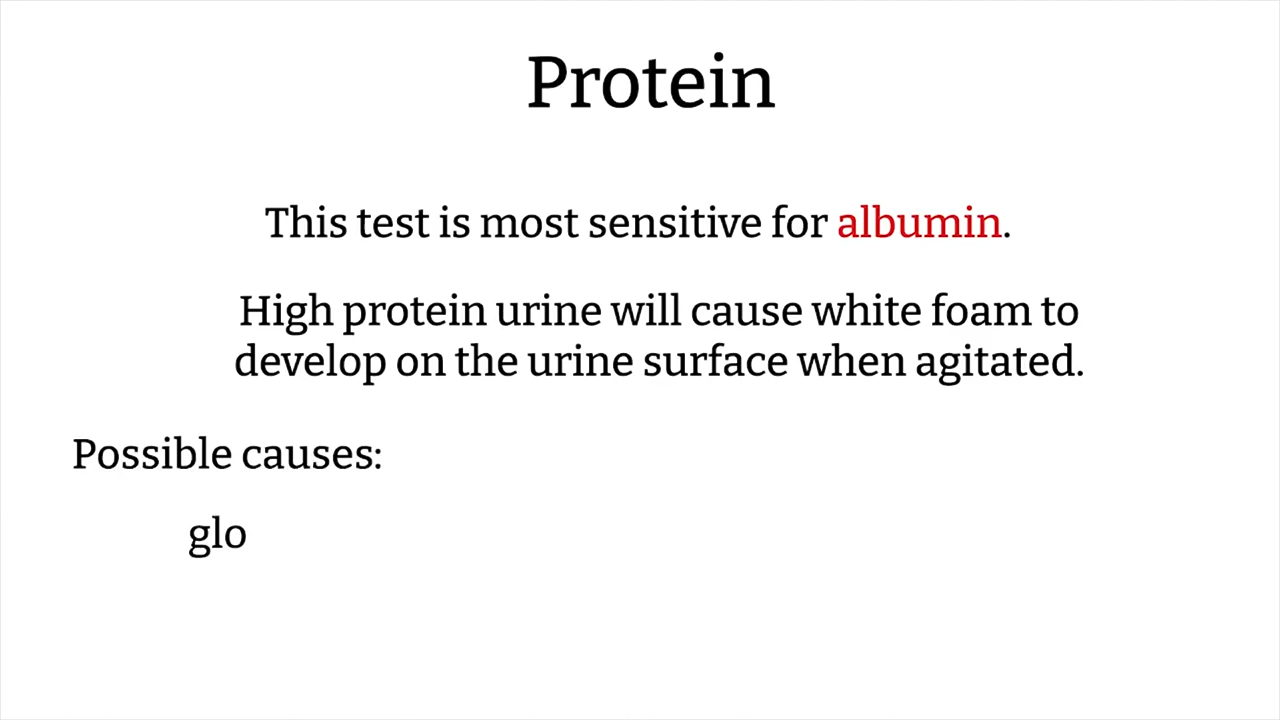 Protein
This test is most sensitive for albumin.
High protein urine will cause white foam to
develop on the urine surface when agitated.
Possible causes:
glo